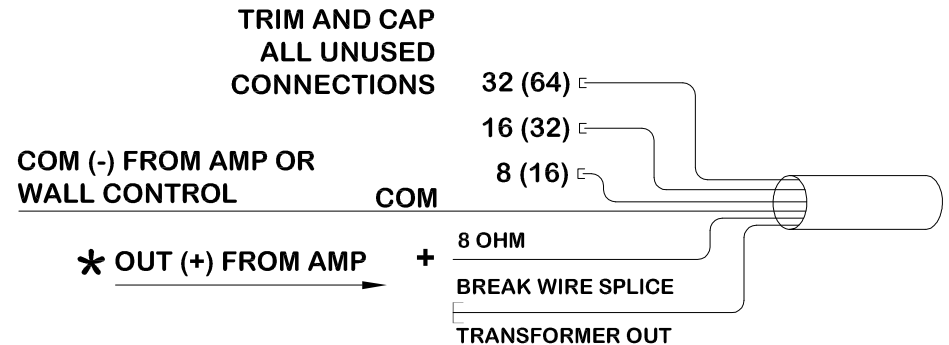 TRIM AND CAP
ALL UNUSED
CONNECTIONS
32 (64)
16 (32)
8 (16)
COM (-) FROM AMP OR
WALL CONTROL
COM
* OUT (+) FROM AMP
+
8 OHM
BREAK WIRE SPLICE
TRANSFORMER OUT